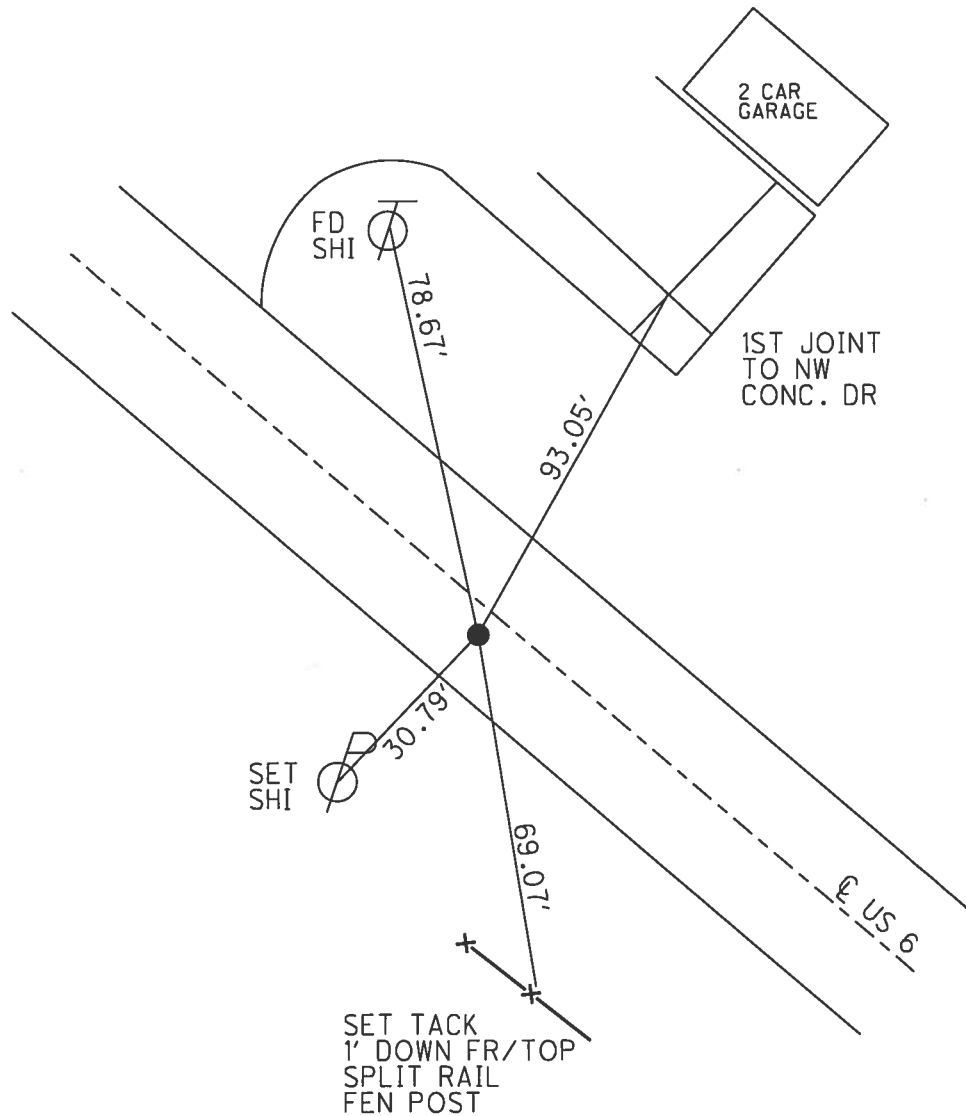 2 CAR
GARAGE
FD
SHI
78.67'
1ST JOINT
TO NW
CONC. DR
93.05'
30.79'
SET
SHI
69.07'
℄ US 6
SET TACK
1' DOWN FR/TOP
SPLIT RAIL
FEN POST